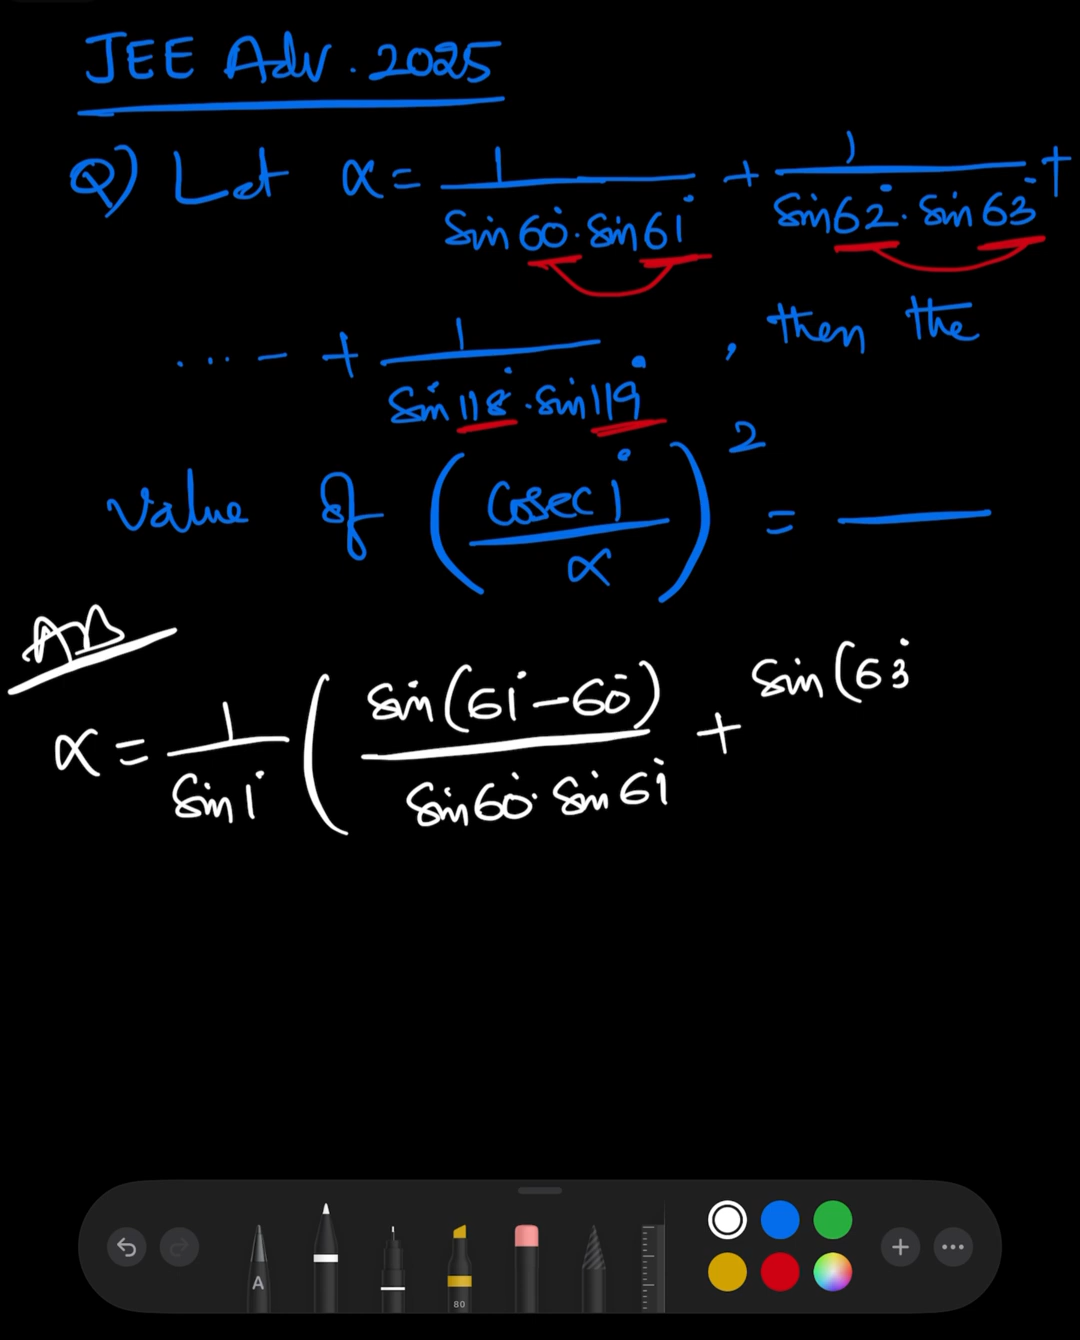 JEE Adv. 2025
Q) Let α = 1/(sin 60°. sin 61°) + 1/(sin 62°. sin 63°) +
....- + 1/(sin 118°. sin 119°) , then the
value of (cosec 1°/α)² = ___
α = 1/sin 1° ( sin(61°-60°)/(sin 60°. sin 61°) + sin(63°
A
80